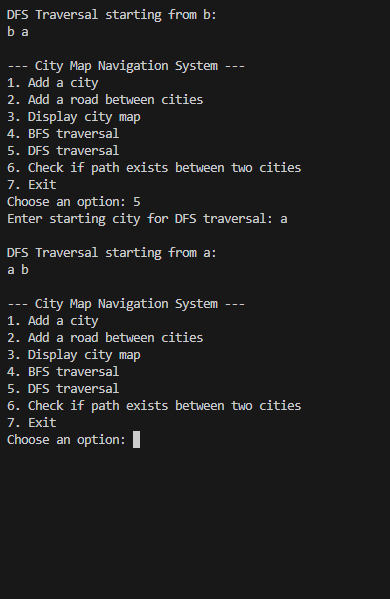 DFS Traversal starting from b:
b a

--- City Map Navigation System ---
1. Add a city
2. Add a road between cities
3. Display city map
4. BFS traversal
5. DFS traversal
6. Check if path exists between two cities
7. Exit
Choose an option: 5
Enter starting city for DFS traversal: a

DFS Traversal starting from a:
a b

--- City Map Navigation System ---
1. Add a city
2. Add a road between cities
3. Display city map
4. BFS traversal
5. DFS traversal
6. Check if path exists between two cities
7. Exit
Choose an option: